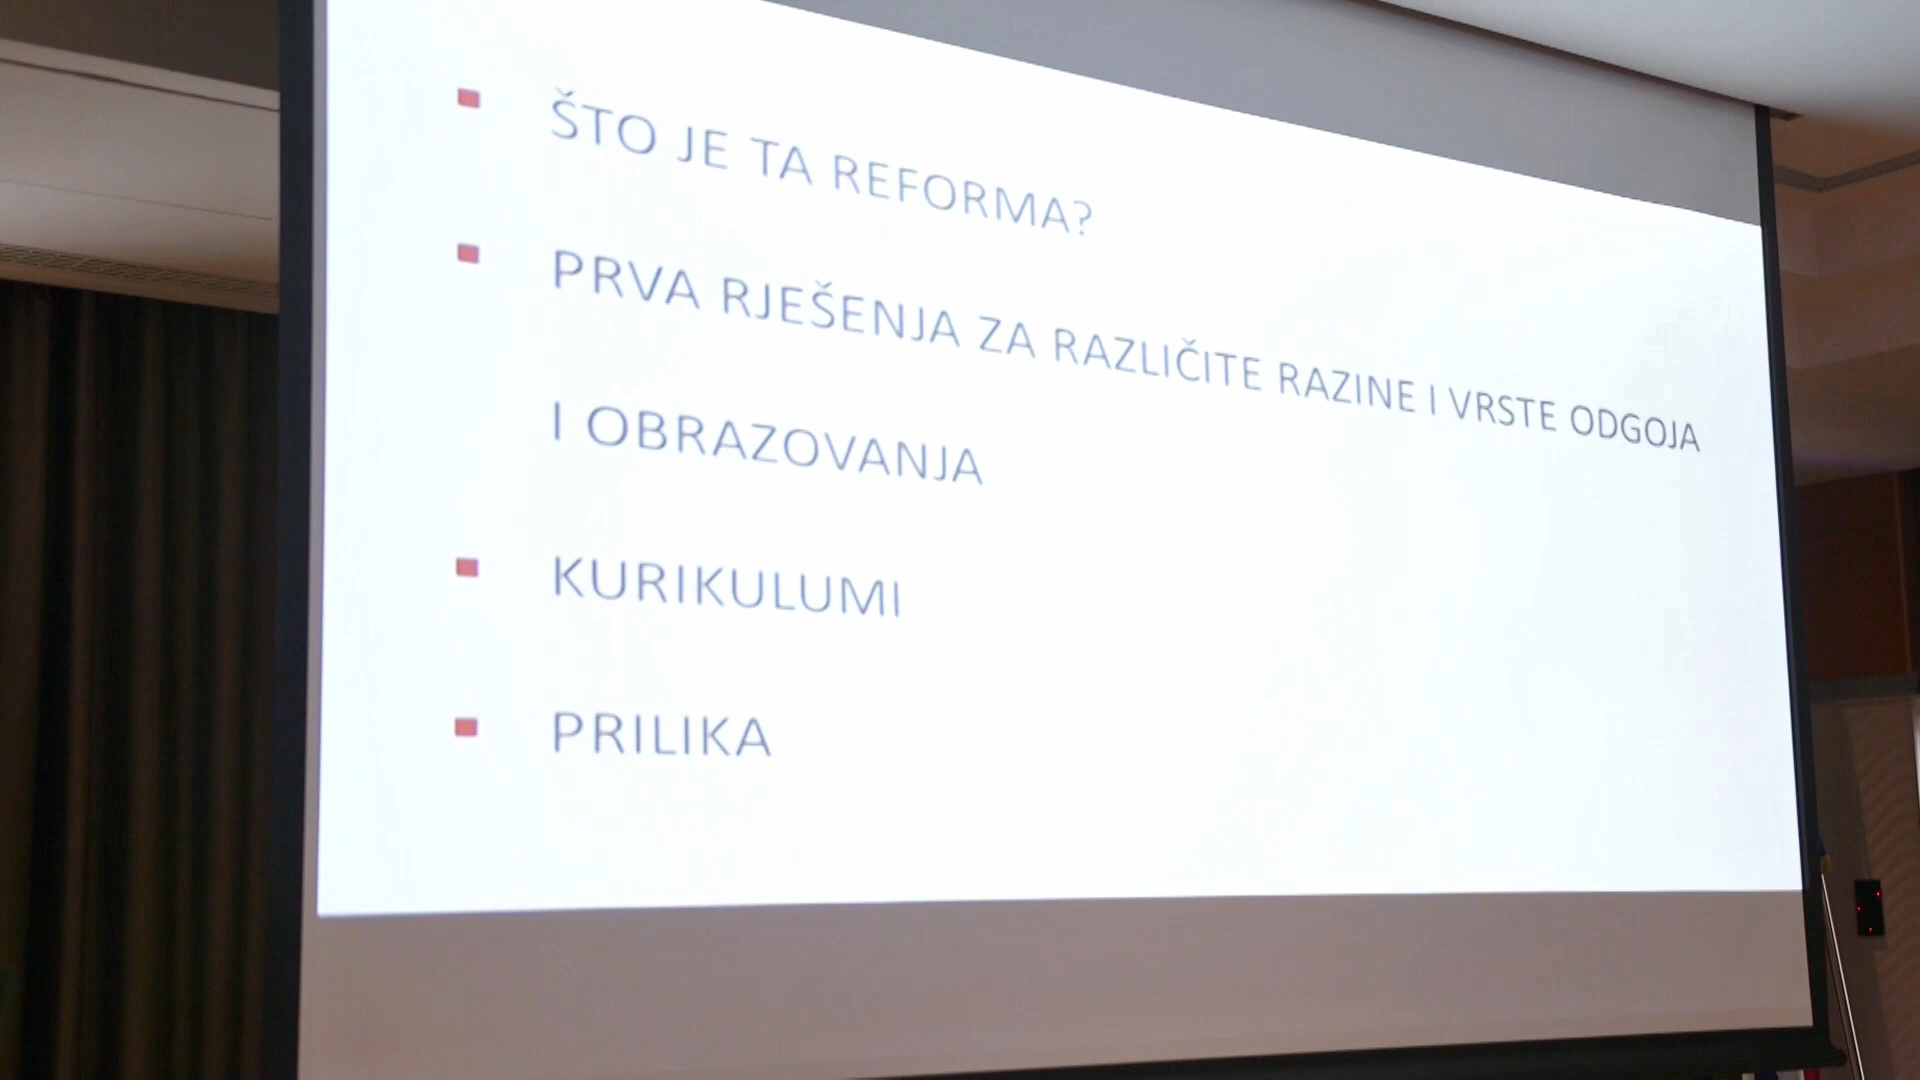 ŠTO JE TA REFORMA?
PRVA RJEŠENJA ZA RAZLIČITE RAZINE I VRSTE ODGOJA
I OBRAZOVANJA
KURIKULUMI
PRILIKA